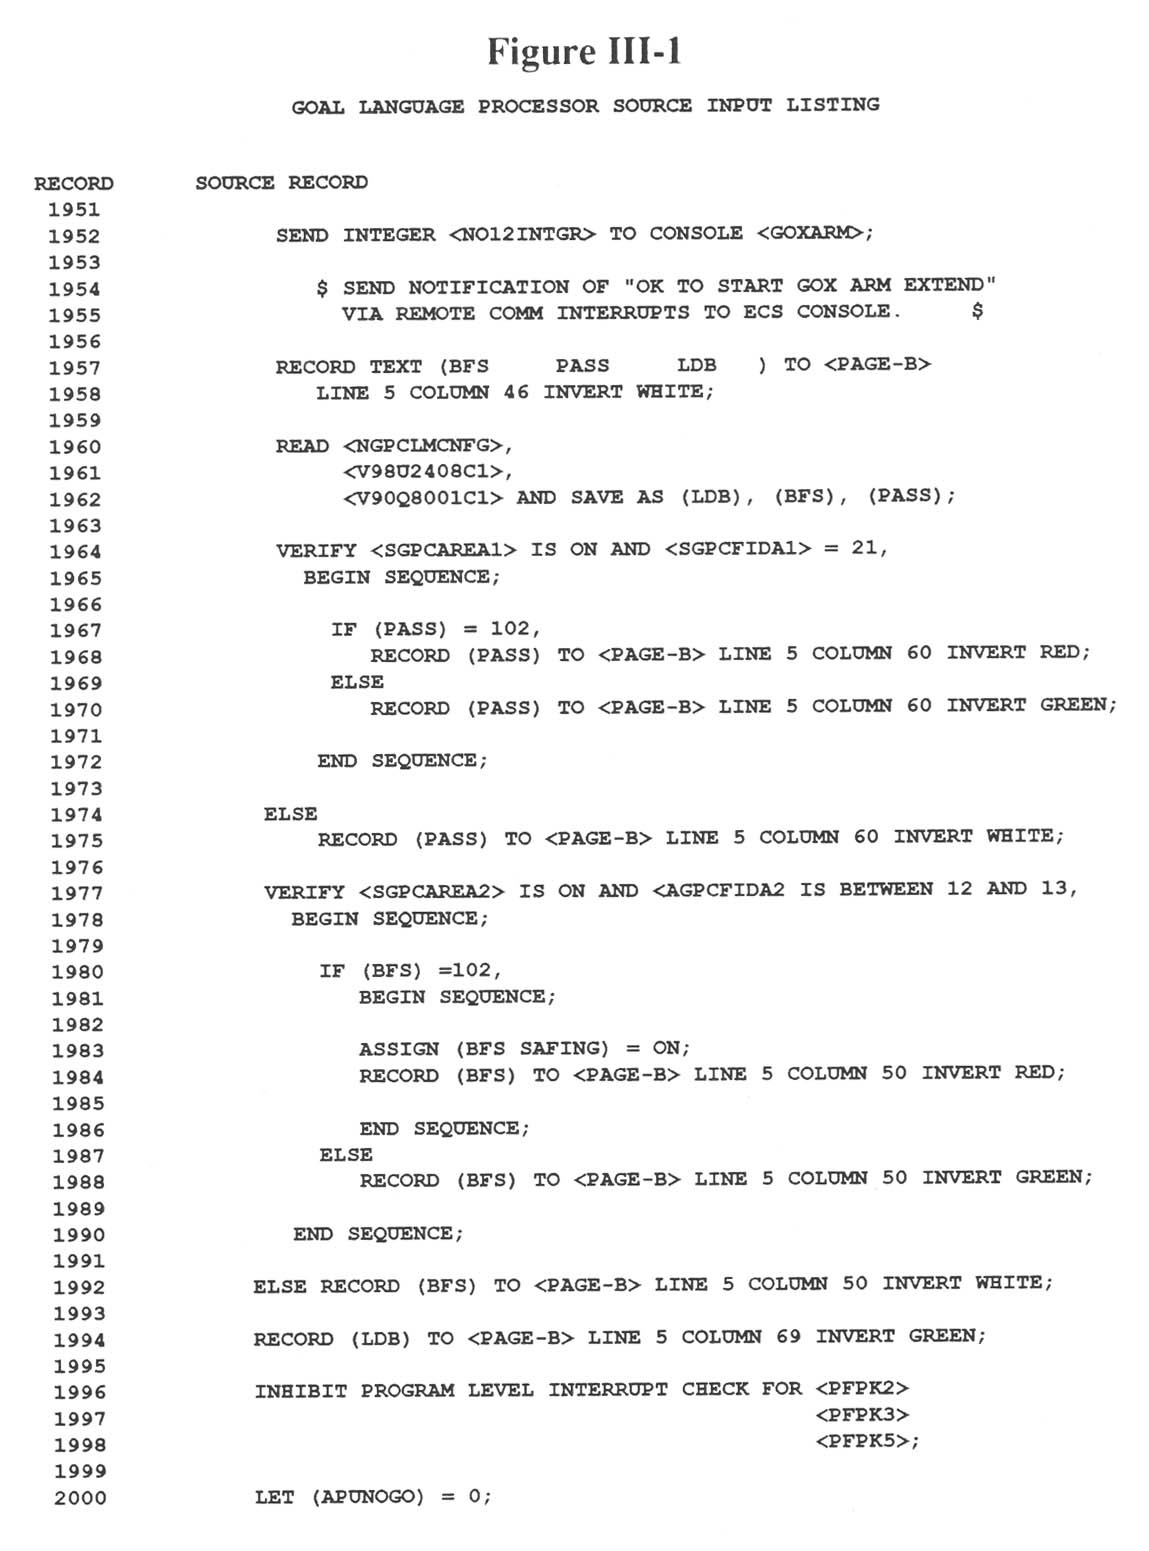 Figure III-1
GOAL LANGUAGE PROCESSOR SOURCE INPUT LISTING
RECORD SOURCE RECORD
1951
1952 SEND INTEGER <NO12INTGR> TO CONSOLE <GOXARM>;
1953
1954 $ SEND NOTIFICATION OF "OK TO START GOX ARM EXTEND"
1955 VIA REMOTE COMM INTERRUPTS TO ECS CONSOLE. $
1956
1957 RECORD TEXT (BFS PASS LDB ) TO <PAGE-B>
1958 LINE 5 COLUMN 46 INVERT WHITE;
1959
1960 READ <NGPCLMCNFG>,
1961 <V98U2408C1>,
1962 <V90Q8001C1> AND SAVE AS (LDB), (BFS), (PASS);
1963
1964 VERIFY <SGPCAREA1> IS ON AND <SGPCFIDA1> = 21,
1965 BEGIN SEQUENCE;
1966
1967 IF (PASS) = 102,
1968 RECORD (PASS) TO <PAGE-B> LINE 5 COLUMN 60 INVERT RED;
1969 ELSE
1970 RECORD (PASS) TO <PAGE-B> LINE 5 COLUMN 60 INVERT GREEN;
1971
1972 END SEQUENCE;
1973
1974 ELSE
1975 RECORD (PASS) TO <PAGE-B> LINE 5 COLUMN 60 INVERT WHITE;
1976
1977 VERIFY <SGPCAREA2> IS ON AND <AGPCFIDA2 IS BETWEEN 12 AND 13,
1978 BEGIN SEQUENCE;
1979
1980 IF (BFS) =102,
1981 BEGIN SEQUENCE;
1982
1983 ASSIGN (BFS SAFING) = ON;
1984 RECORD (BFS) TO <PAGE-B> LINE 5 COLUMN 50 INVERT RED;
1985
1986 END SEQUENCE;
1987 ELSE
1988 RECORD (BFS) TO <PAGE-B> LINE 5 COLUMN 50 INVERT GREEN;
1989
1990 END SEQUENCE;
1991
1992 ELSE RECORD (BFS) TO <PAGE-B> LINE 5 COLUMN 50 INVERT WHITE;
1993
1994 RECORD (LDB) TO <PAGE-B> LINE 5 COLUMN 69 INVERT GREEN;
1995
1996 INHIBIT PROGRAM LEVEL INTERRUPT CHECK FOR <PFPK2>
1997 <PFPK3>
1998 <PFPK5>;
1999
2000 LET (APUNOGO) = 0;